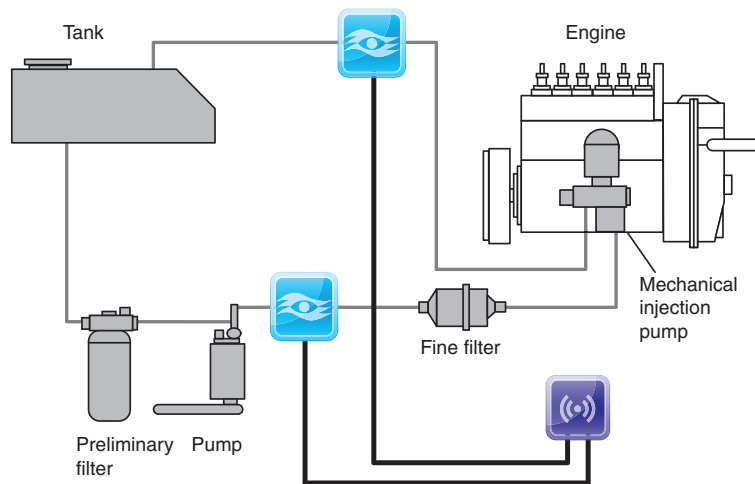 Tank
Engine
Mechanical
injection
pump
Fine filter
Preliminary
filter
Pump